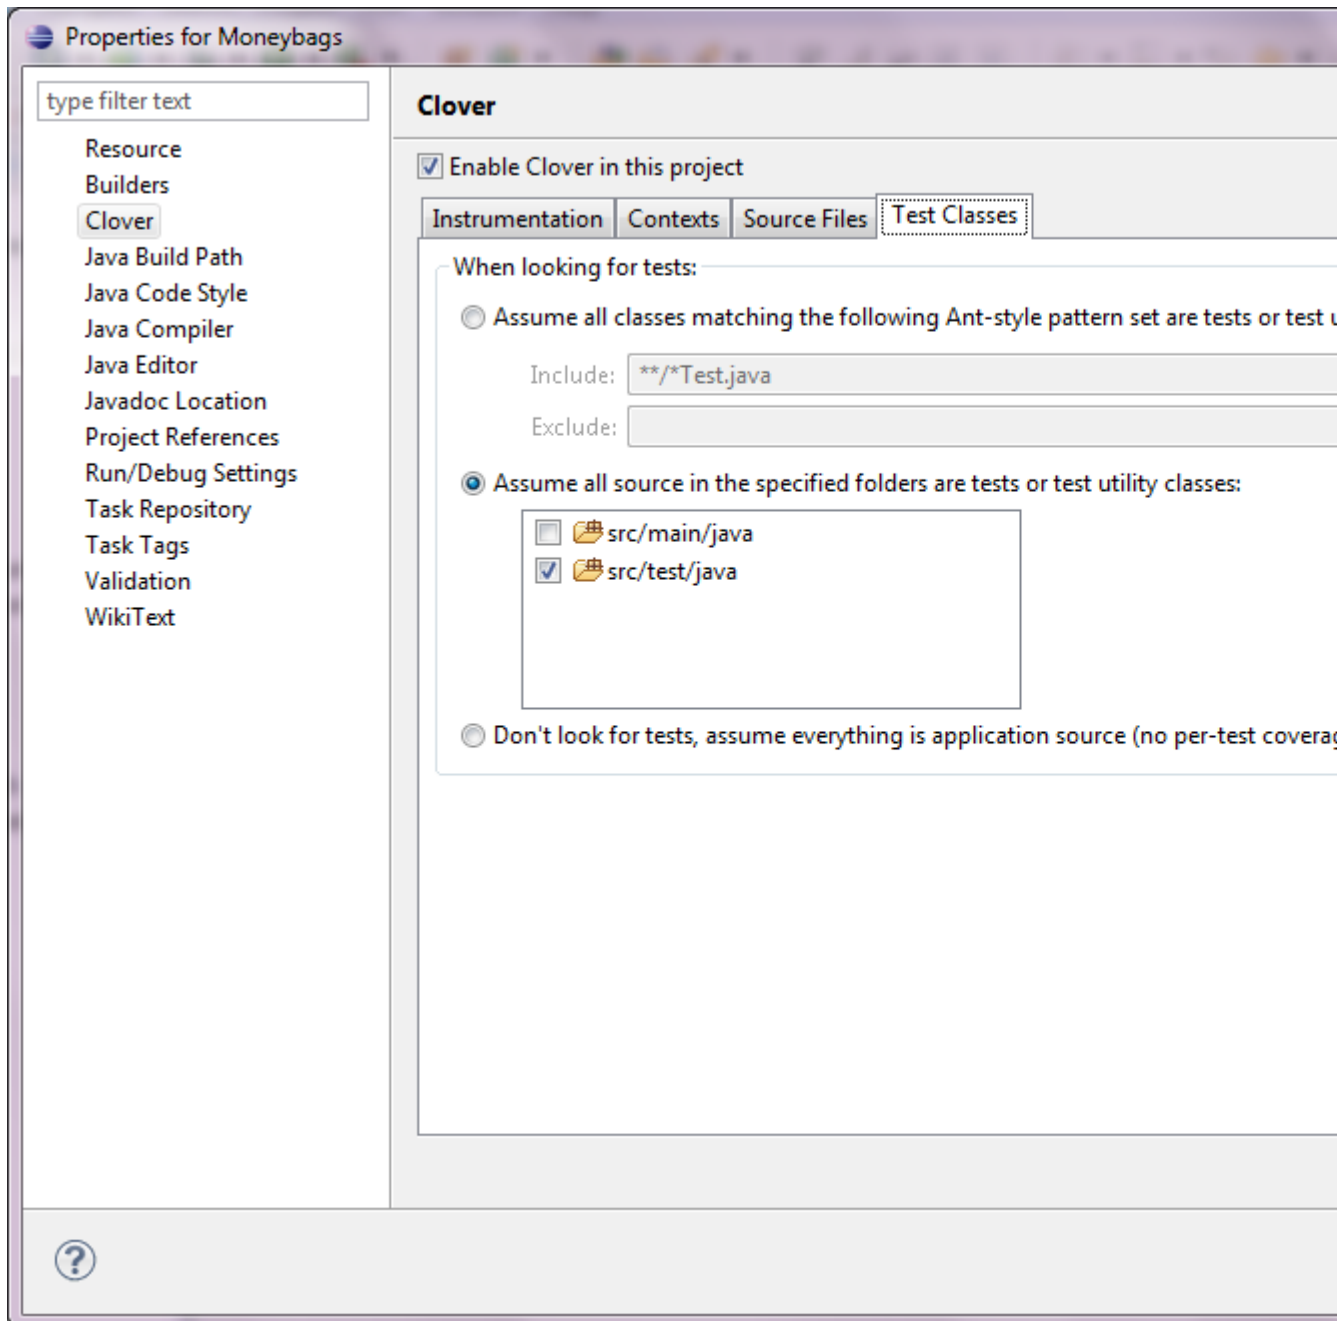 Properties for Moneybags
type filter text
Resource
Builders
Clover
Java Build Path
Java Code Style
Java Compiler
Java Editor
Javadoc Location
Project References
Run/Debug Settings
Task Repository
Task Tags
Validation
WikiText
Clover
Enable Clover in this project
Instrumentation Contexts Source Files Test Classes
When looking for tests:
Assume all classes matching the following Ant-style pattern set are tests or test
Include: **/*Test.java
Exclude:
Assume all source in the specified folders are tests or test utility classes:
src/main/java
src/test/java
Don't look for tests, assume everything is application source (no per-test
?